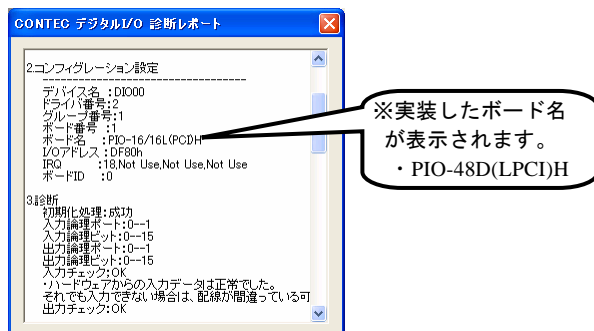 CONTEC デジタルI/O 診断レポート
2.コンフィグレーション設定
----------------------------------
デバイス名 :DIO00
ドライバ番号:2
グループ番号:1
ボード番号 :1
ボード名 :PIO-16/16L(PCI)H
I/Oアドレス :DF80h
IRQ :18,Not Use,Not Use,Not Use
ボードID :0
3.診断
初期化処理:成功
入力論理ポート:0--1
入力論理ビット:0--15
出力論理ポート:0--1
出力論理ビット:0--15
入力チェック:OK
・ハードウェアからの入力データは正常でした。
それでも入力できない場合は、配線が間違っている可
出力チェック:OK
※実装したボード名
が表示されます。
・PIO-48D(LPCI)H